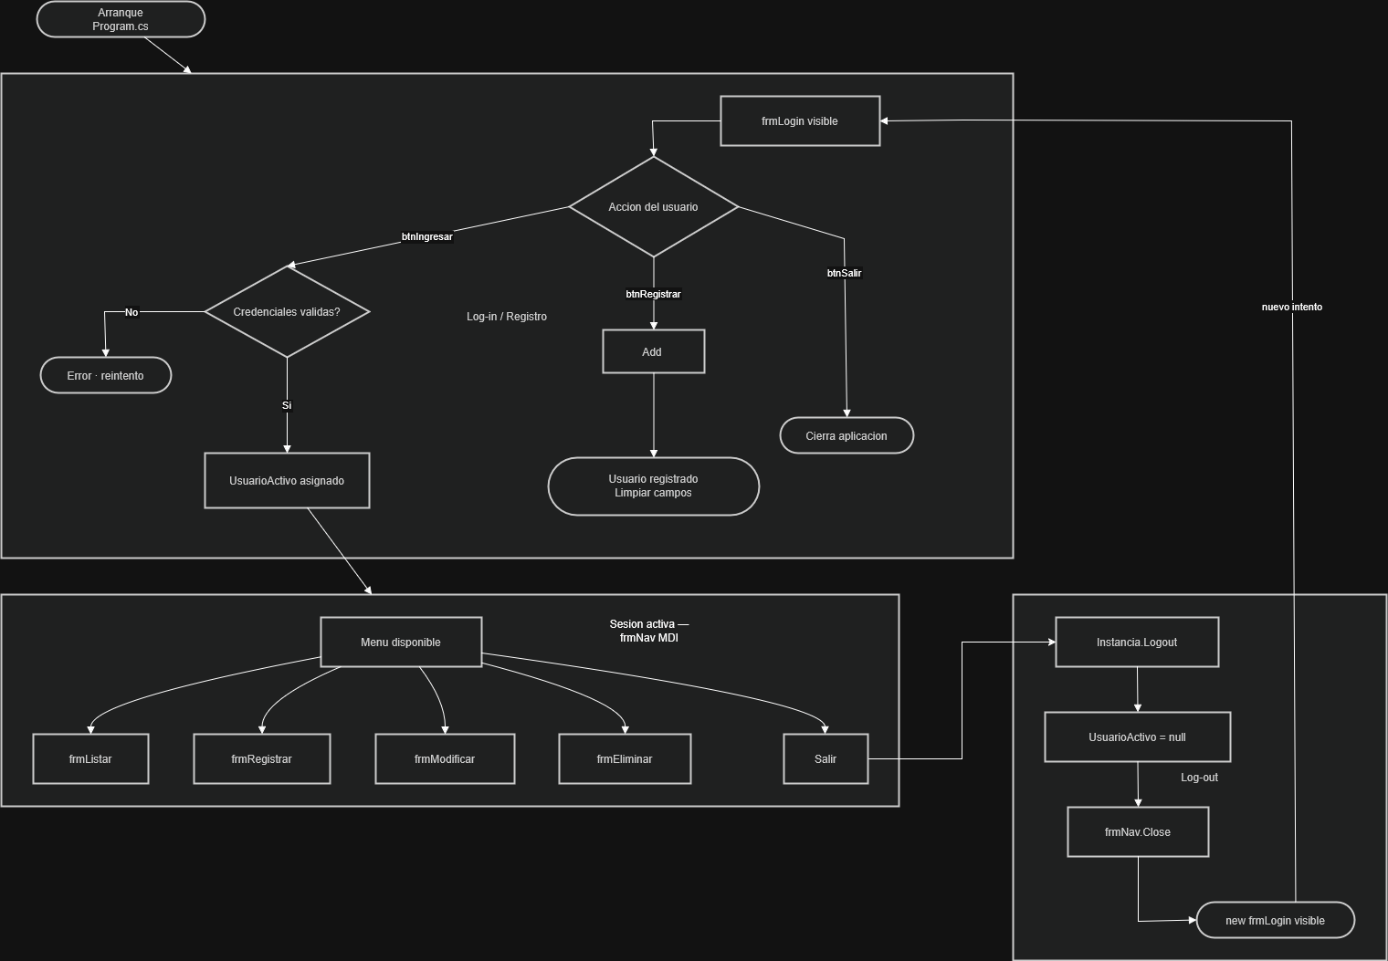 Arranque
Program.cs
frmLogin visible
Accion del usuario
btnIngresar
btnSalir
btnRegistrar
nuevo intento
No
Credenciales validas?
Log-in / Registro
Add
Error · reintento
Si
Cierra aplicacion
UsuarioActivo asignado
Usuario registrado
Limpiar campos
Menu disponible
Sesion activa —
frmNav MDI
frmListar
frmRegistrar
frmModificar
frmEliminar
Salir
Instancia.Logout
UsuarioActivo = null
Log-out
frmNav.Close
new frmLogin visible